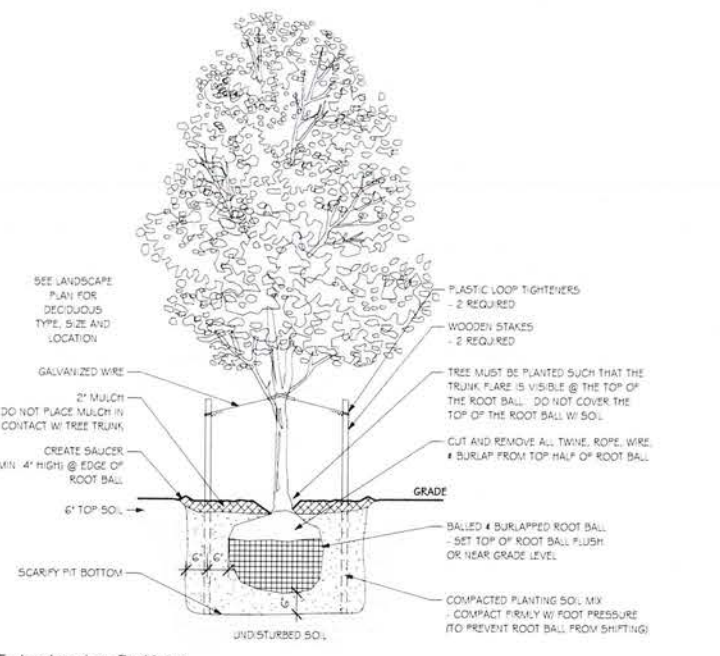 SEE LANDSCAPE
PLAN FOR
DECIDUOUS
TYPE, SIZE AND
LOCATION
GALVANIZED WIRE
2" MULCH
DO NOT PLACE MULCH IN
CONTACT W/ TREE TRUNK
CREATE SAUCER
MIN 4" HIGH) @ EDGE OF
ROOT BALL
6" TOP SOIL
SCARIFY PIT BOTTOM
PLASTIC LOOP TIGHTENERS
- 2 REQUIRED
WOODEN STAKES
- 2 REQUIRED
TREE MUST BE PLANTED SUCH THAT THE
TRUNK FLARE IS VISIBLE @ THE TOP OF
THE ROOT BALL. DO NOT COVER THE
TOP OF THE ROOT BALL W/ SOIL
CUT AND REMOVE ALL TWINE, ROPE, WIRE,
& BURLAP FROM TOP HALF OF ROOT BALL
GRADE
BALLED & BURLAPPED ROOT BALL
- SET TOP OF ROOT BALL FLUSH
OR NEAR GRADE LEVEL
COMPACTED PLANTING SOIL MIX
- COMPACT FIRMLY W/ FOOT PRESSURE
(TO PREVENT ROOT BALL FROM SHIFTING)
6" 6"
6"
UNDISTURBED SOIL